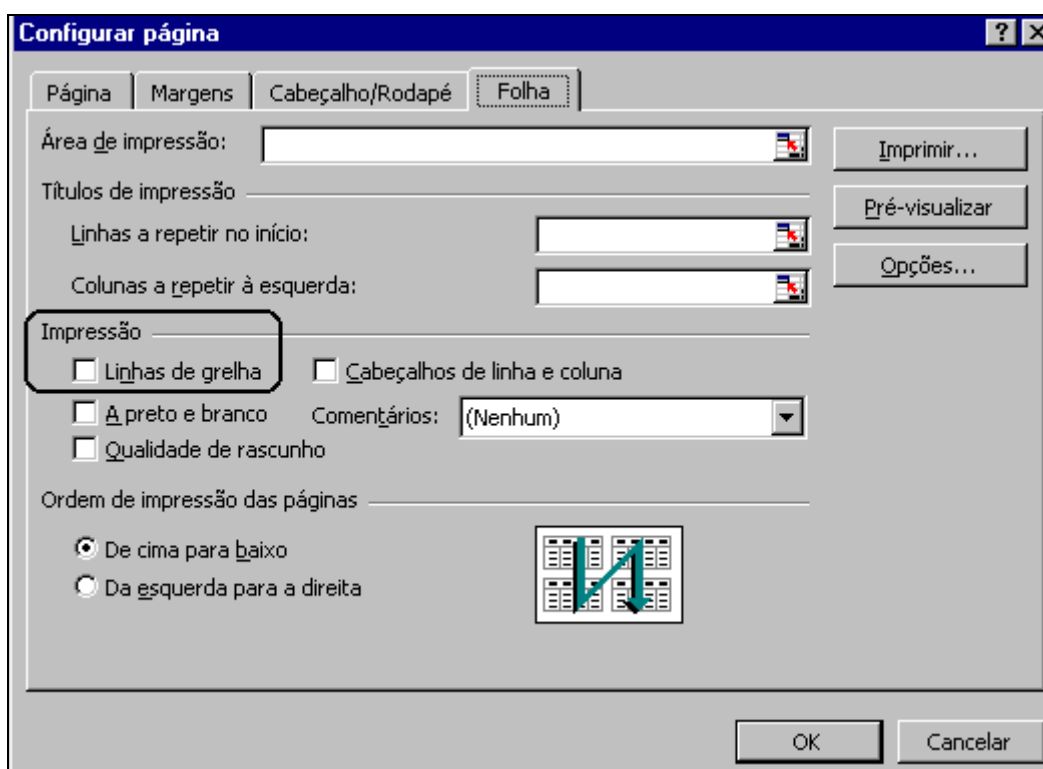 Configurar página
Página Margens Cabeçalho/Rodapé Folha
Área de impressão:
Imprimir...
Títulos de impressão
Pré-visualizar
Linhas a repetir no início:
Opções...
Colunas a repetir à esquerda:
Impressão
Linhas de grelha Cabeçalhos de linha e coluna
A preto e branco Comentários: (Nenhum)
Qualidade de rascunho
Ordem de impressão das páginas
De cima para baixo
Da esquerda para a direita
OK Cancelar